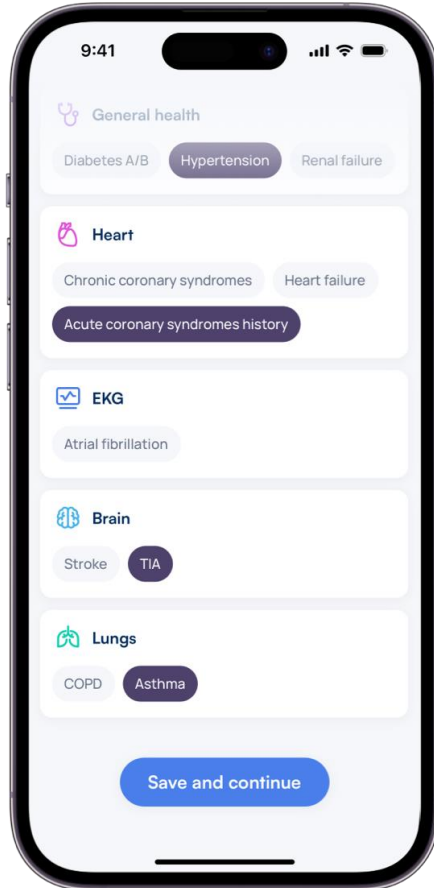 9:41
General health
Diabetes A/B Hypertension Renal failure
Heart
Chronic coronary syndromes Heart failure
Acute coronary syndromes history
EKG
Atrial fibrillation
Brain
Stroke TIA
Lungs
COPD Asthma
Save and continue